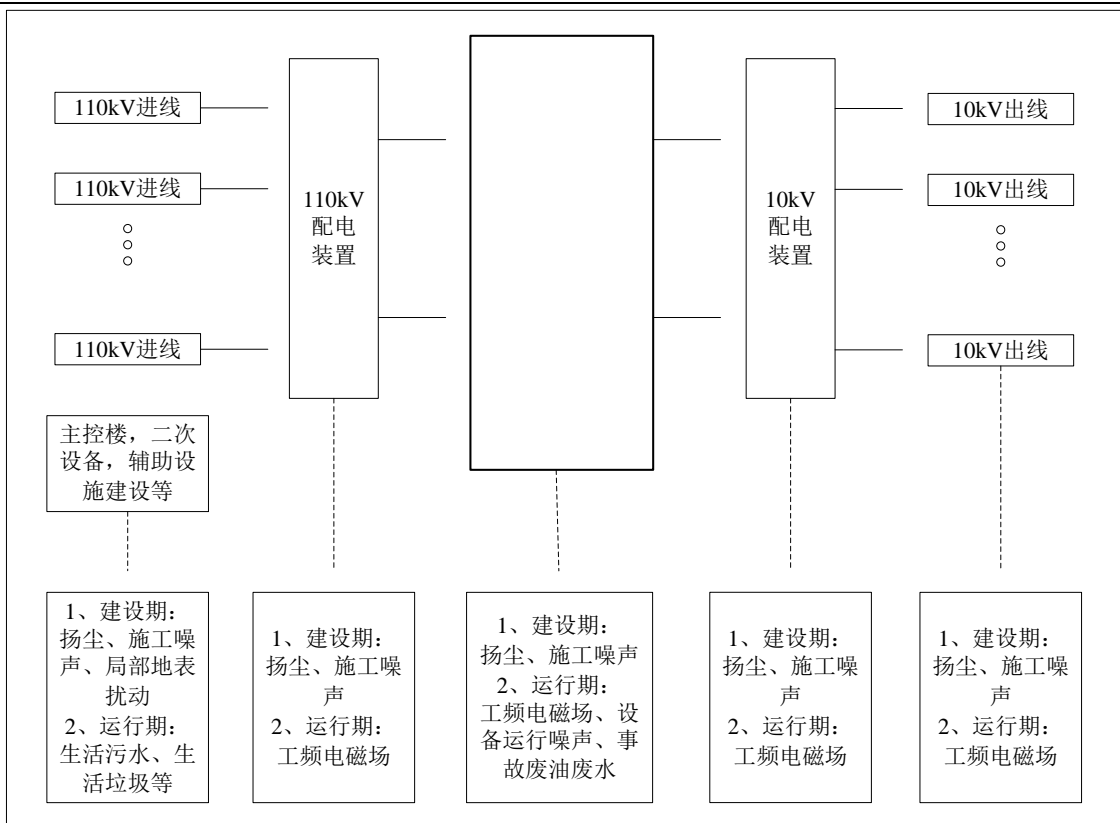 110kV进线
110kV进线
110kV进线
110kV
配电
装置
10kV
配电
装置
10kV出线
10kV出线
10kV出线
主控楼，二次
设备，辅助设
施建设等
1、建设期：
扬尘、施工噪
声、局部地表
扰动
2、运行期：
生活污水、生
活垃圾等
1、建设期：
扬尘、施工噪
声
2、运行期：
工频电磁场
1、建设期：
扬尘、施工噪声
2、运行期：
工频电磁场、设
备运行噪声、事
故废油废水
1、建设期：
扬尘、施工噪
声
2、运行期：
工频电磁场
1、建设期：
扬尘、施工噪
声
2、运行期：
工频电磁场